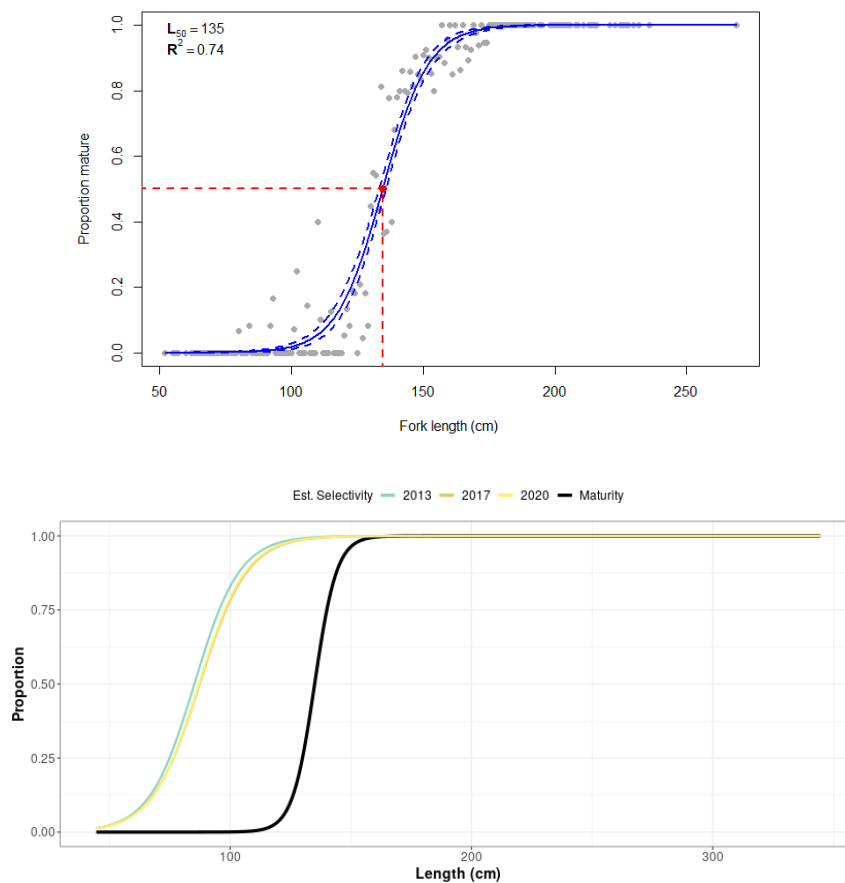 L50 = 135
R2 = 0.74
1.0
0.8
0.6
0.4
0.2
0.0
Proportion mature
50 100 150 200 250
Fork length (cm)
Est. Selectivity 2013 2017 2020 Maturity
1.00
0.75
0.50
0.25
0.00
Proportion
100 200 300
Length (cm)